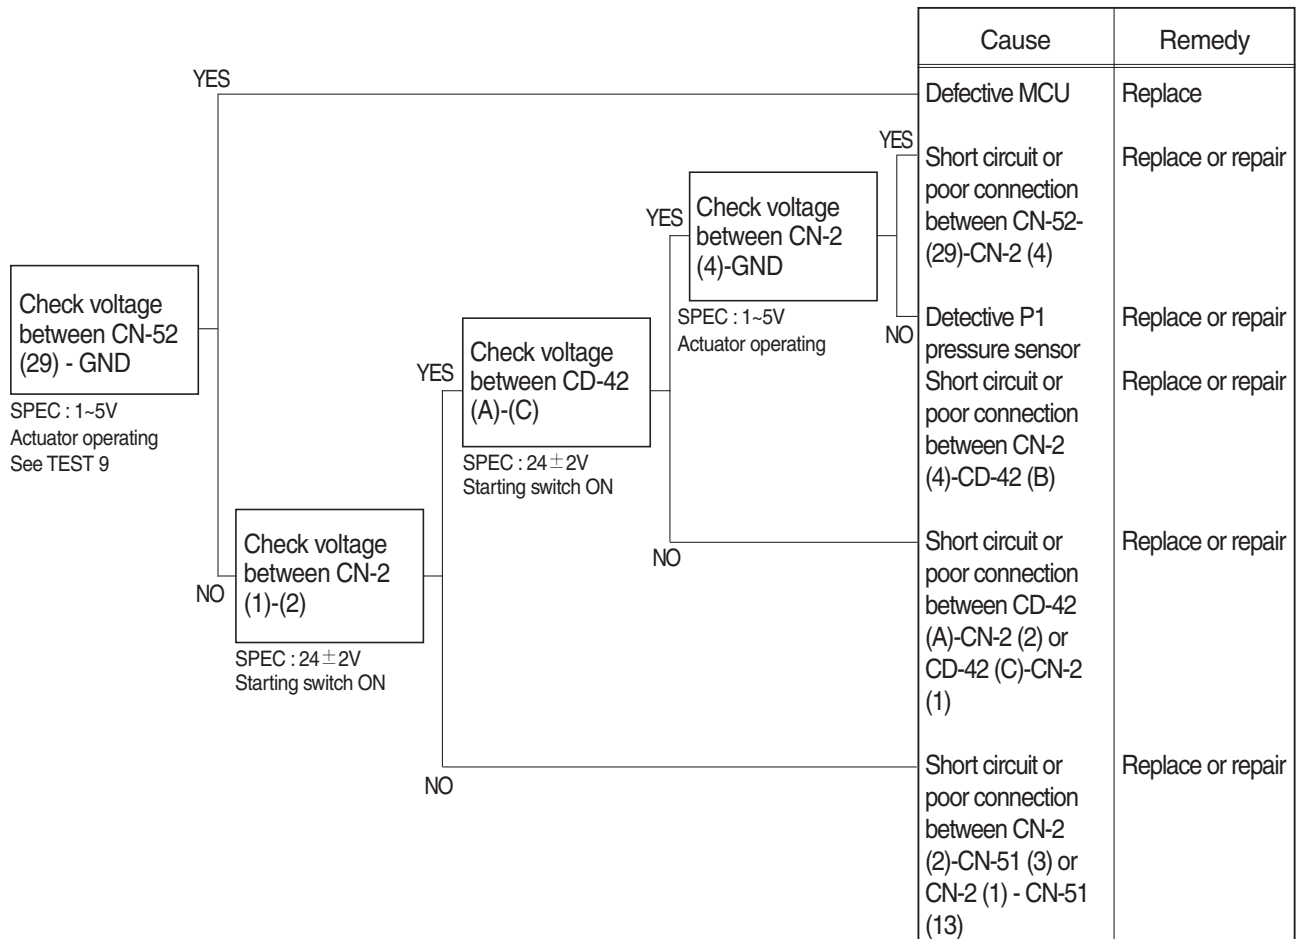 Cause
Remedy
YES
Defective MCU
Replace
YES
Short circuit or
poor connection
between CN-52-
(29)-CN-2 (4)
Replace or repair
YES
Check voltage
between CN-2
(4)-GND
SPEC : 1~5V
Actuator operating
NO
Detective P1
pressure sensor
Replace or repair
Short circuit or
poor connection
between CN-2
(4)-CD-42 (B)
Replace or repair
Check voltage
between CN-52
(29) - GND
SPEC : 1~5V
Actuator operating
See TEST 9
YES
Check voltage
between CD-42
(A)-(C)
SPEC : 24±2V
Starting switch ON
NO
Short circuit or
poor connection
between CD-42
(A)-CN-2 (2) or
CD-42 (C)-CN-2
(1)
Replace or repair
NO
Check voltage
between CN-2
(1)-(2)
SPEC : 24±2V
Starting switch ON
NO
Short circuit or
poor connection
between CN-2
(2)-CN-51 (3) or
CN-2 (1) - CN-51
(13)
Replace or repair